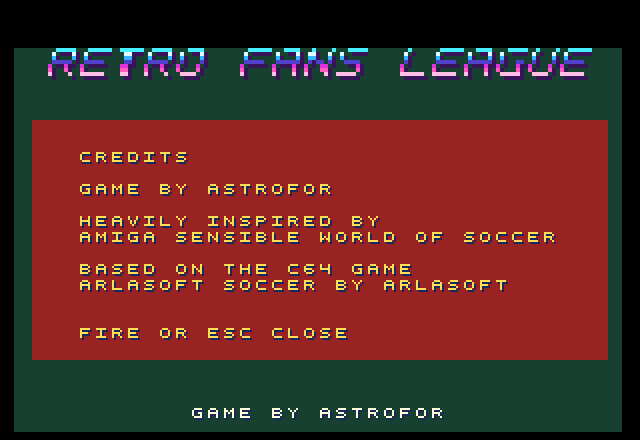 RETRO FANS LEAGUE
CREDITS
GAME BY ASTROFOR
HEAVILY INSPIRED BY
AMIGA SENSIBLE WORLD OF SOCCER
BASED ON THE C64 GAME
ARLASOFT SOCCER BY ARLASOFT
FIRE OR ESC CLOSE
GAME BY ASTROFOR